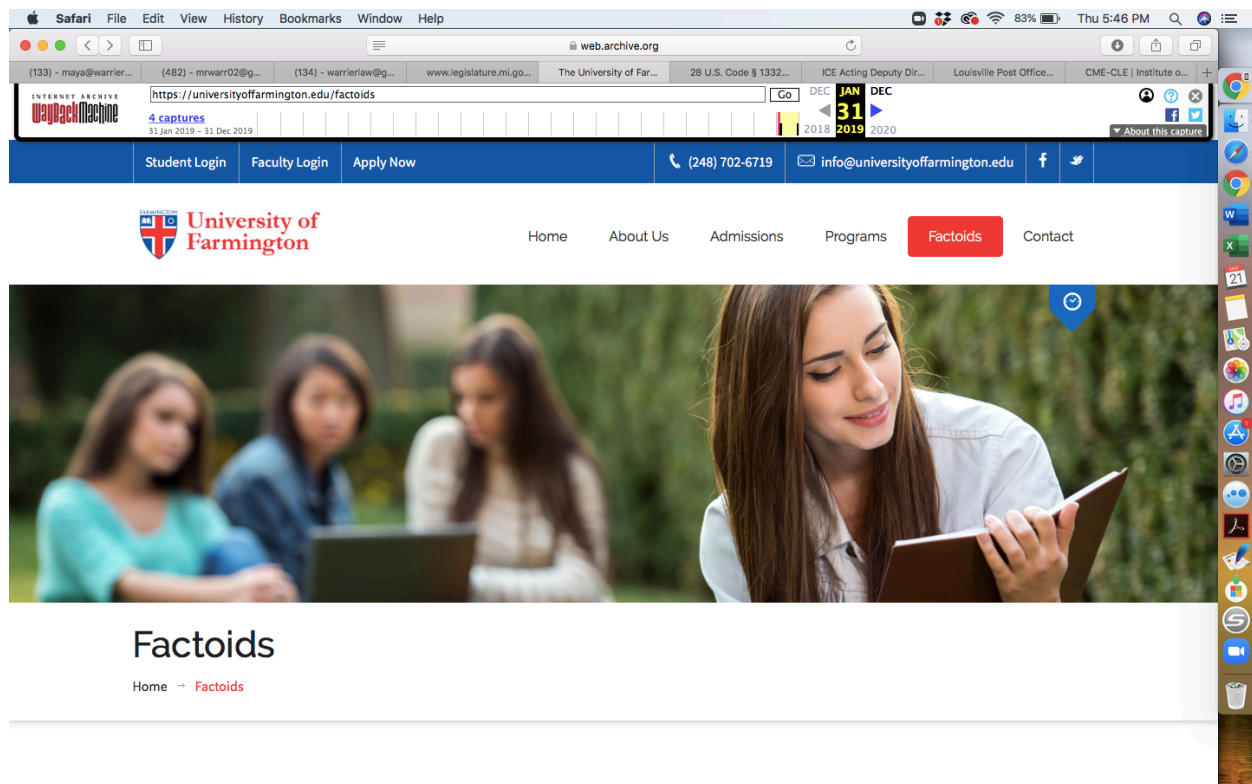 Safari File Edit View History Bookmarks Window Help 83% Thu 5:46 PM
web.archive.org
(133) - maya@warrier... (482) - mrwarr02@g... (134) - warrierlaw@g... www.legislature.mi.go... The University of Far... 28 U.S. Code § 1332... ICE Acting Deputy Dir... Louisville Post Office... CME-CLE | Institute o...
INTERNET ARCHIVE
WayBackMachine
https://universityoffarmington.edu/factoids Go DEC JAN DEC
4 captures 31
31 Jan 2019 - 31 Dec 2019 2018 2019 2020 About this capture
Student Login Faculty Login Apply Now (248) 702-6719 info@universityoffarmington.edu
FARMINGTON
University of
Farmington
Home About Us Admissions Programs Factoids Contact
Factoids
Home → Factoids
MAY
21